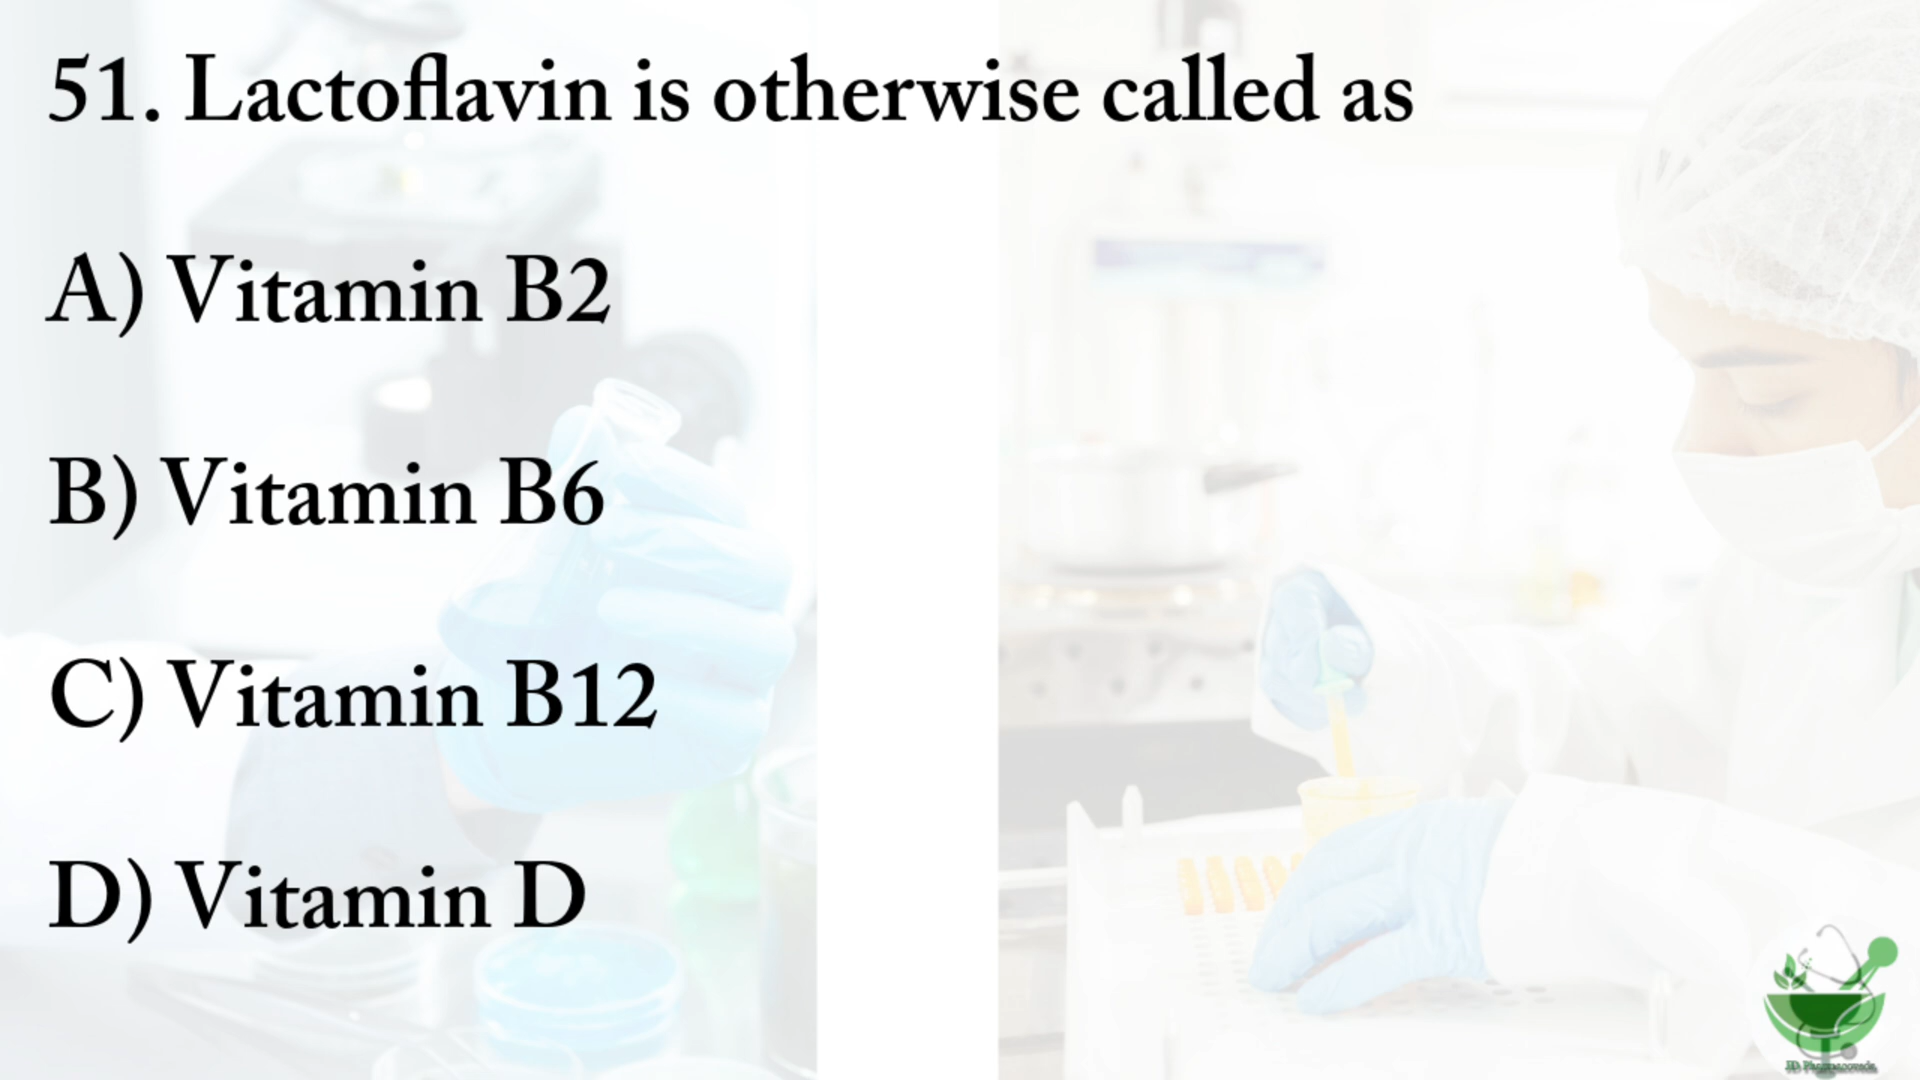 51. Lactoflavin is otherwise called as
A) Vitamin B2
B) Vitamin B6
C) Vitamin B12
D) Vitamin D